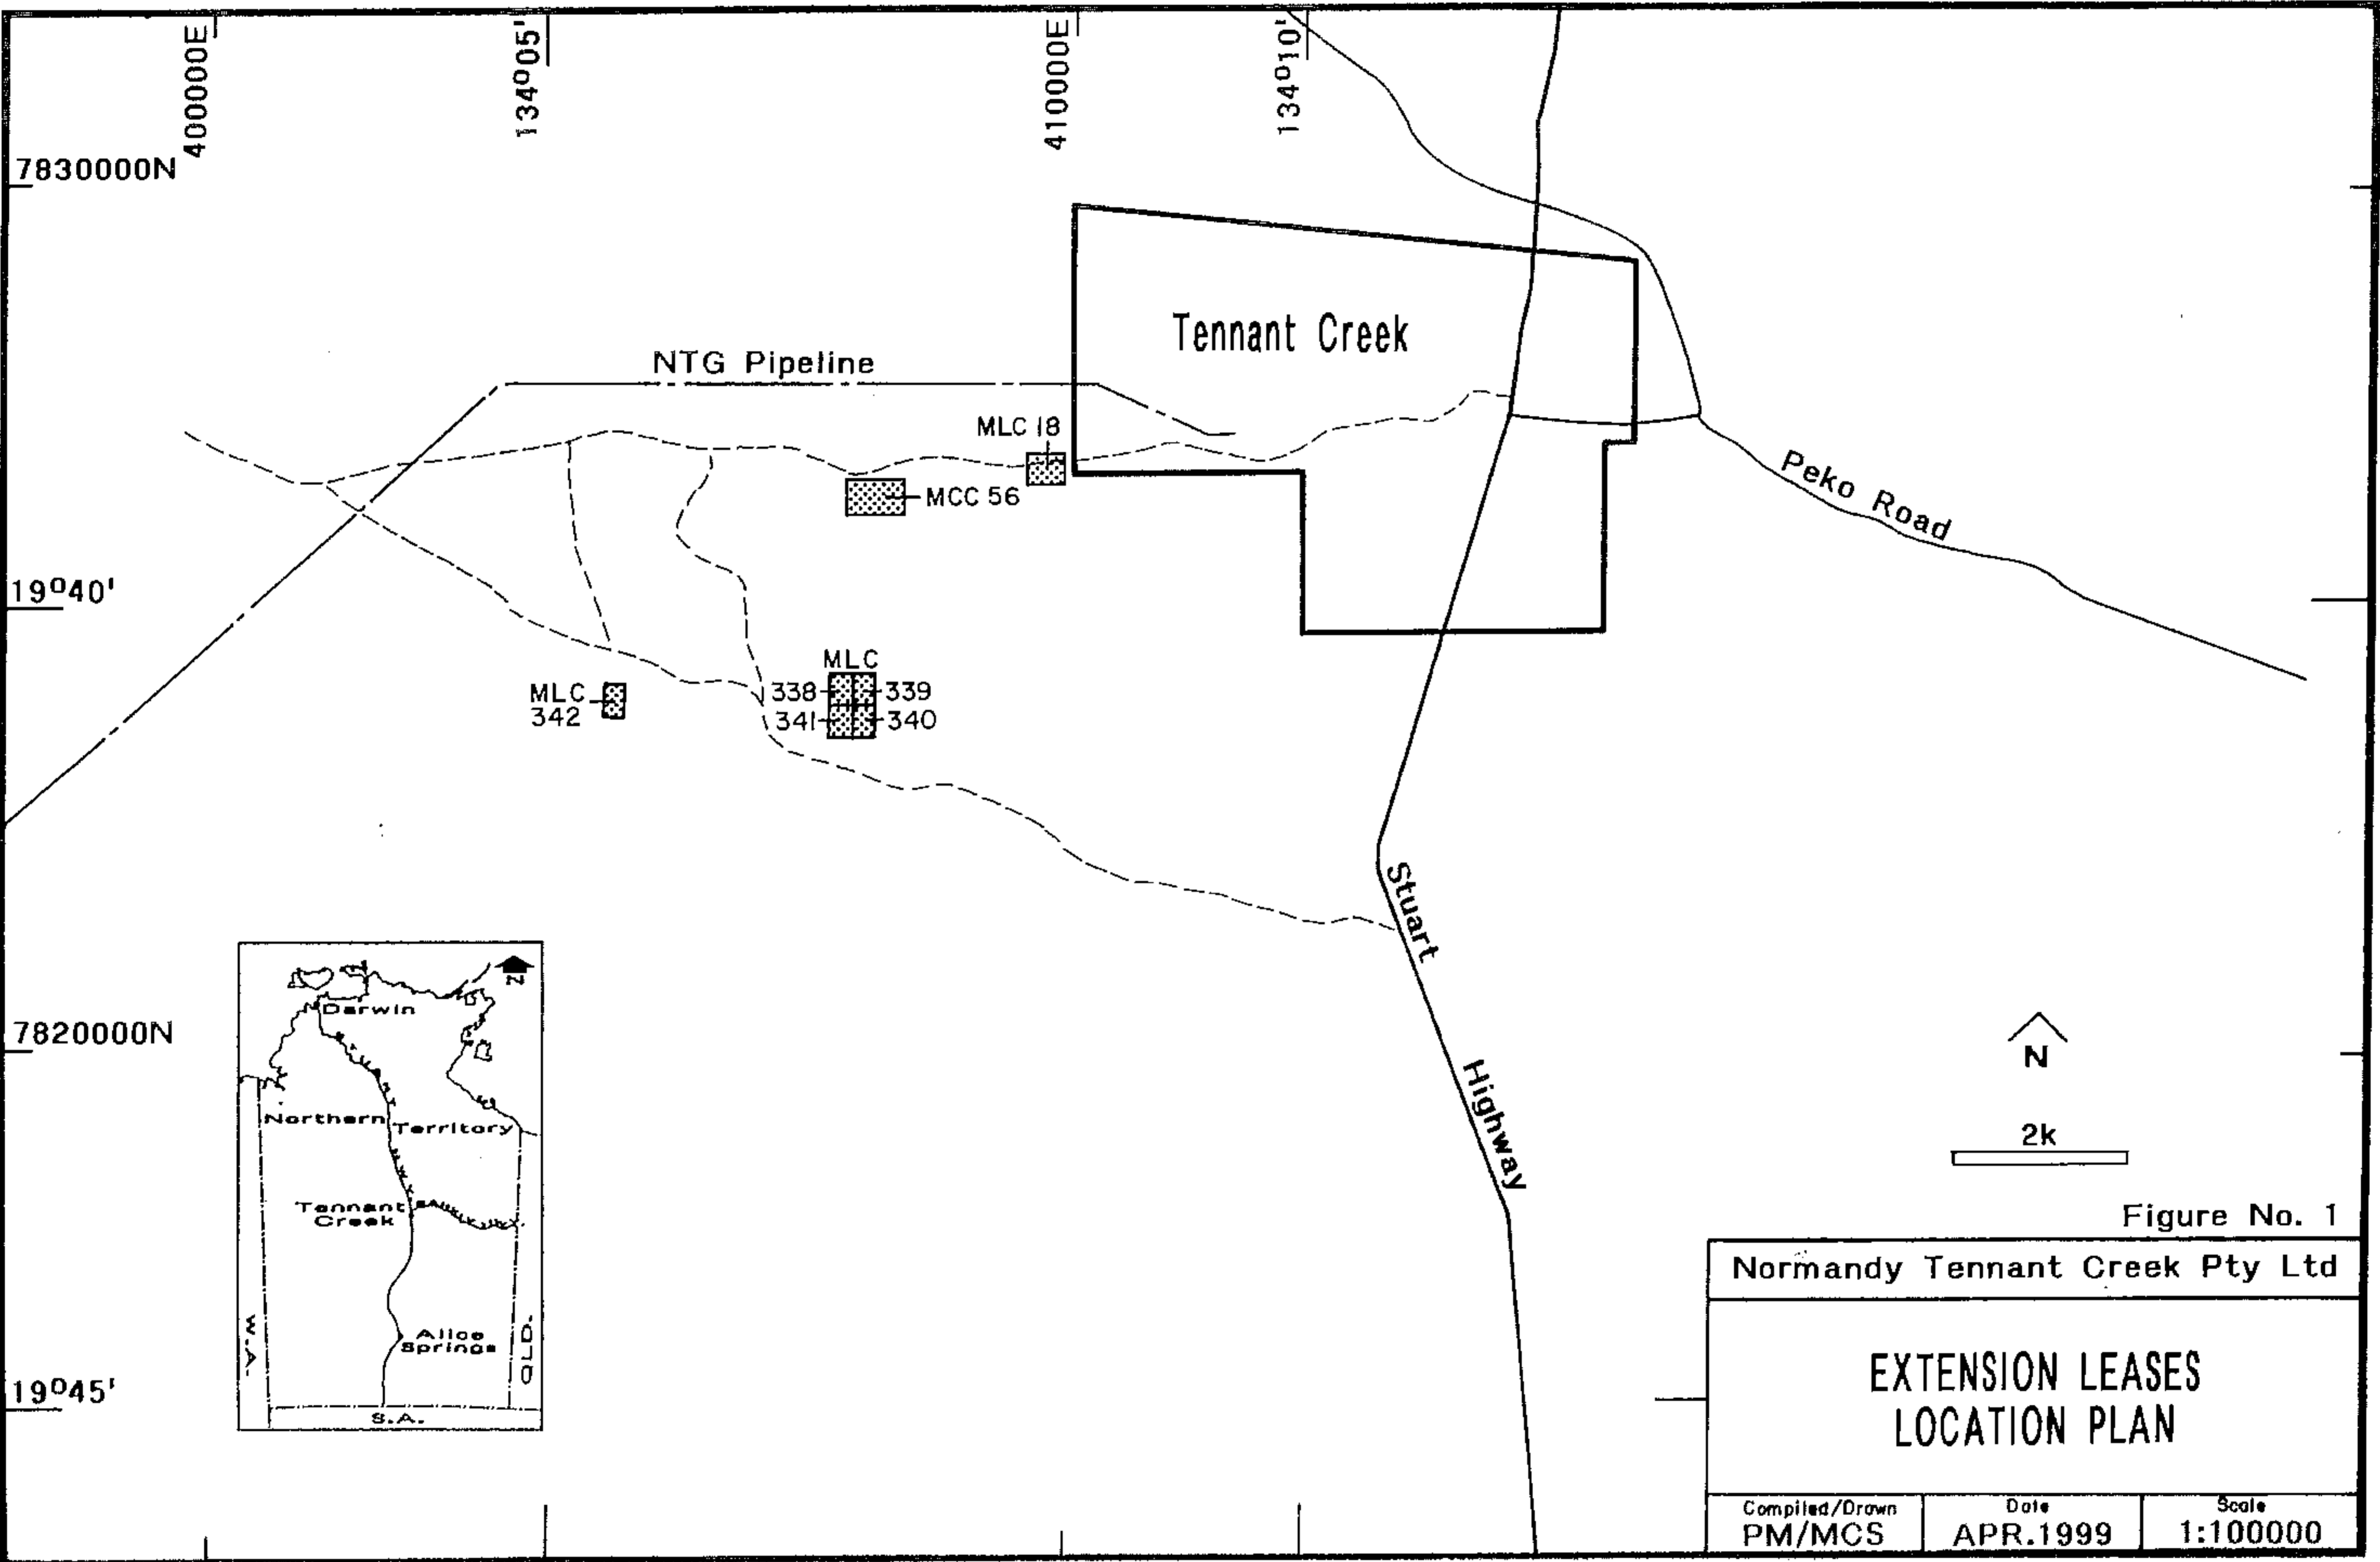 400000E
134°05'
410000E
134°10'
7830000N
Tennant Creek
NTG Pipeline
MLC 18
MCC 56
Peko Road
19°40'
MLC
338
339
341
340
MLC
342
Stuart
Highway
7820000N
19°45'
N
Darwin
Northern
Territory
Tennant
Creek
Alice
Springs
W.A.
QLD.
S.A.
N
2k
Figure No. 1
Normandy Tennant Creek Pty Ltd
EXTENSION LEASES
LOCATION PLAN
Compiled/Drawn
PM/MCS
Date
APR.1999
Scale
1:100000